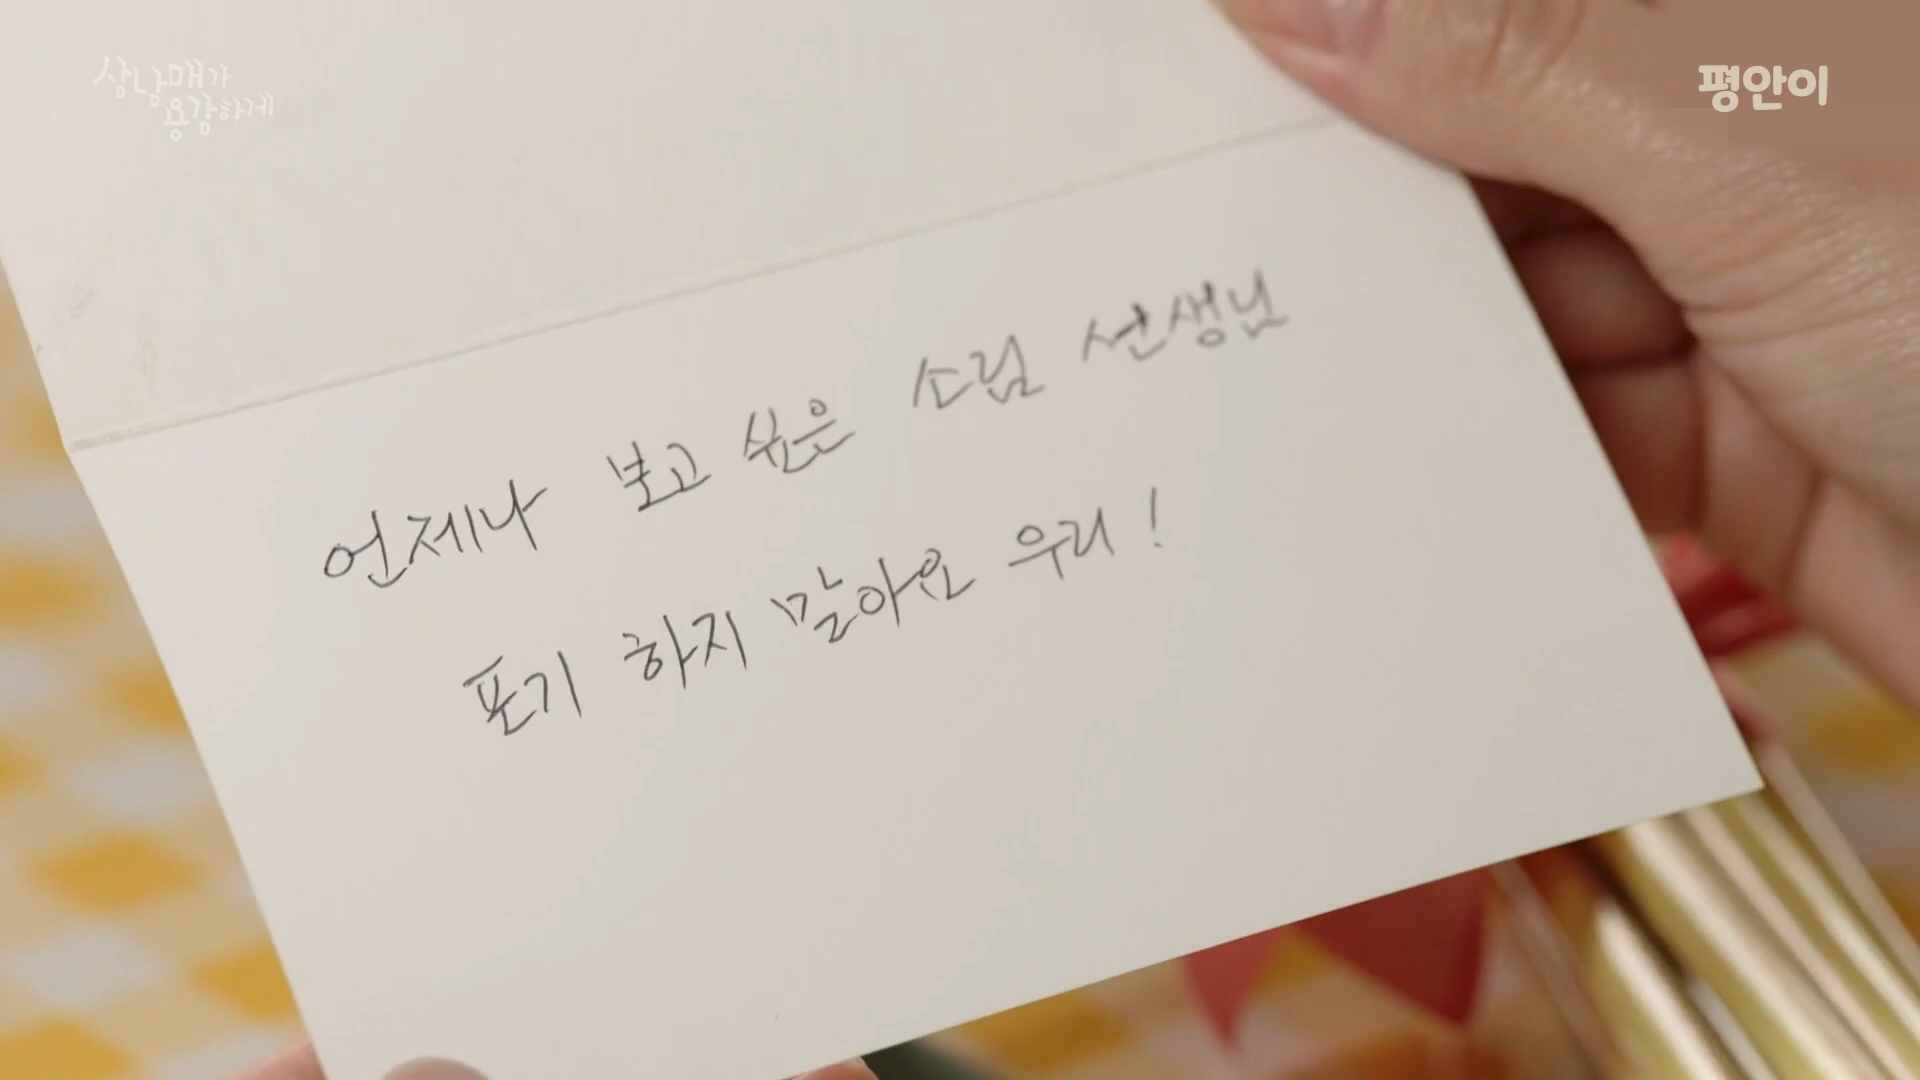 삼남매가
용감하게
평안이
언제나 보고 싶은 소림 선생님
포기 하지 말아요 우리!